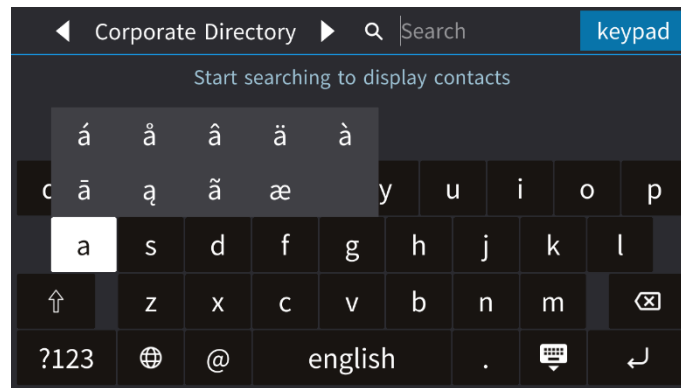 Corporate Directory Search keypad
Start searching to display contacts
á å â ä à
ā ą ã æ y u i o p
a s d f g h j k l
z x c v b n m
?123 @ english .